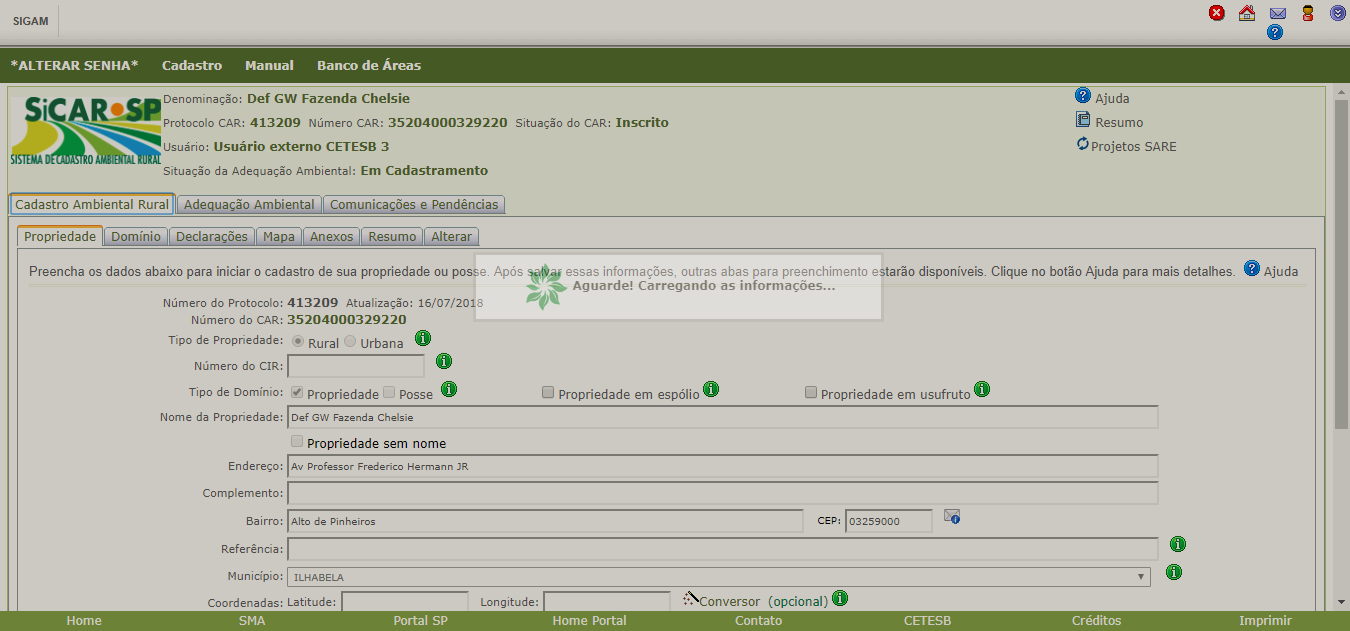 SIGAM
*ALTERAR SENHA* Cadastro Manual Banco de Áreas
SiCAR SP
SISTEMA DE CADASTRO AMBIENTAL RURAL
Denominação: Def GW Fazenda Chelsie
Protocolo CAR: 413209 Número CAR: 35204000329220 Situação do CAR: Inscrito
Usuário: Usuário externo CETESB 3
Situação da Adequação Ambiental: Em Cadastramento
Ajuda
Resumo
Projetos SARE
Cadastro Ambiental Rural Adequação Ambiental Comunicações e Pendências
Propriedade Domínio Declarações Mapa Anexos Resumo Alterar
Preencha os dados abaixo para iniciar o cadastro de sua propriedade ou posse. Após salvar essas informações, outras abas para preenchimento estarão disponíveis. Clique no botão Ajuda para mais detalhes. Ajuda
Aguarde! Carregando as informações...
Número do Protocolo: 413209 Atualização: 16/07/2018
Número do CAR: 35204000329220
Tipo de Propriedade: Rural Urbana
Número do CIR:
Tipo de Domínio: Propriedade Posse Propriedade em espólio Propriedade em usufruto
Nome da Propriedade: Def GW Fazenda Chelsie
Propriedade sem nome
Endereço: Av Professor Frederico Hermann JR
Complemento:
Bairro: Alto de Pinheiros CEP: 03259000
Referência:
Município: ILHABELA
Coordenadas: Latitude: Longitude: Conversor (opcional)
Home SMA Portal SP Home Portal Contato CETESB Créditos Imprimir